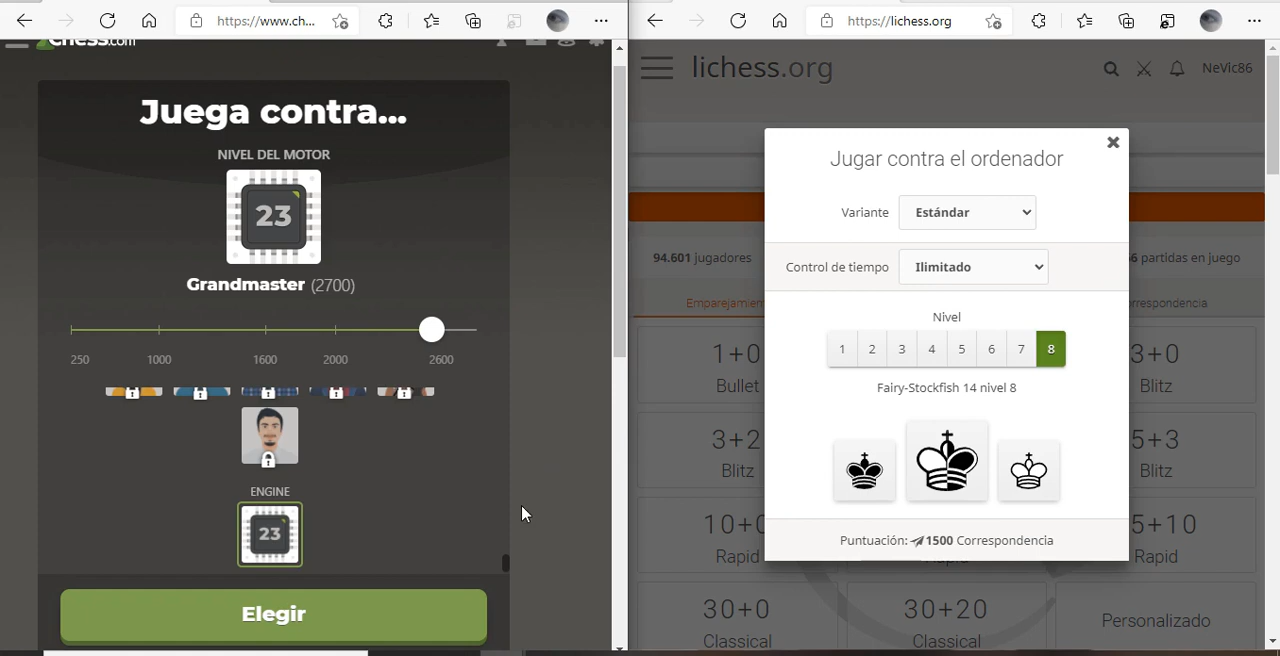 https://www.ch...
Chess.com
Juega contra...
NIVEL DEL MOTOR
23
Grandmaster (2700)
250 1000 1600 2000 2600
ENGINE
23
Elegir
https://lichess.org
lichess.org
NeVic86
94.601 jugadores
6 partidas en juego
Emparejamien
orrespondencia
1+0
Bullet
3+0
Blitz
3+2
Blitz
5+3
Blitz
10+0
Rapid
Rapid
5+10
Rapid
30+0
Classical
30+20
Classical
Personalizado
Jugar contra el ordenador
Variante Estándar
Control de tiempo Ilimitado
Nivel
1 2 3 4 5 6 7 8
Fairy-Stockfish 14 nivel 8
Puntuación: 1500 Correspondencia